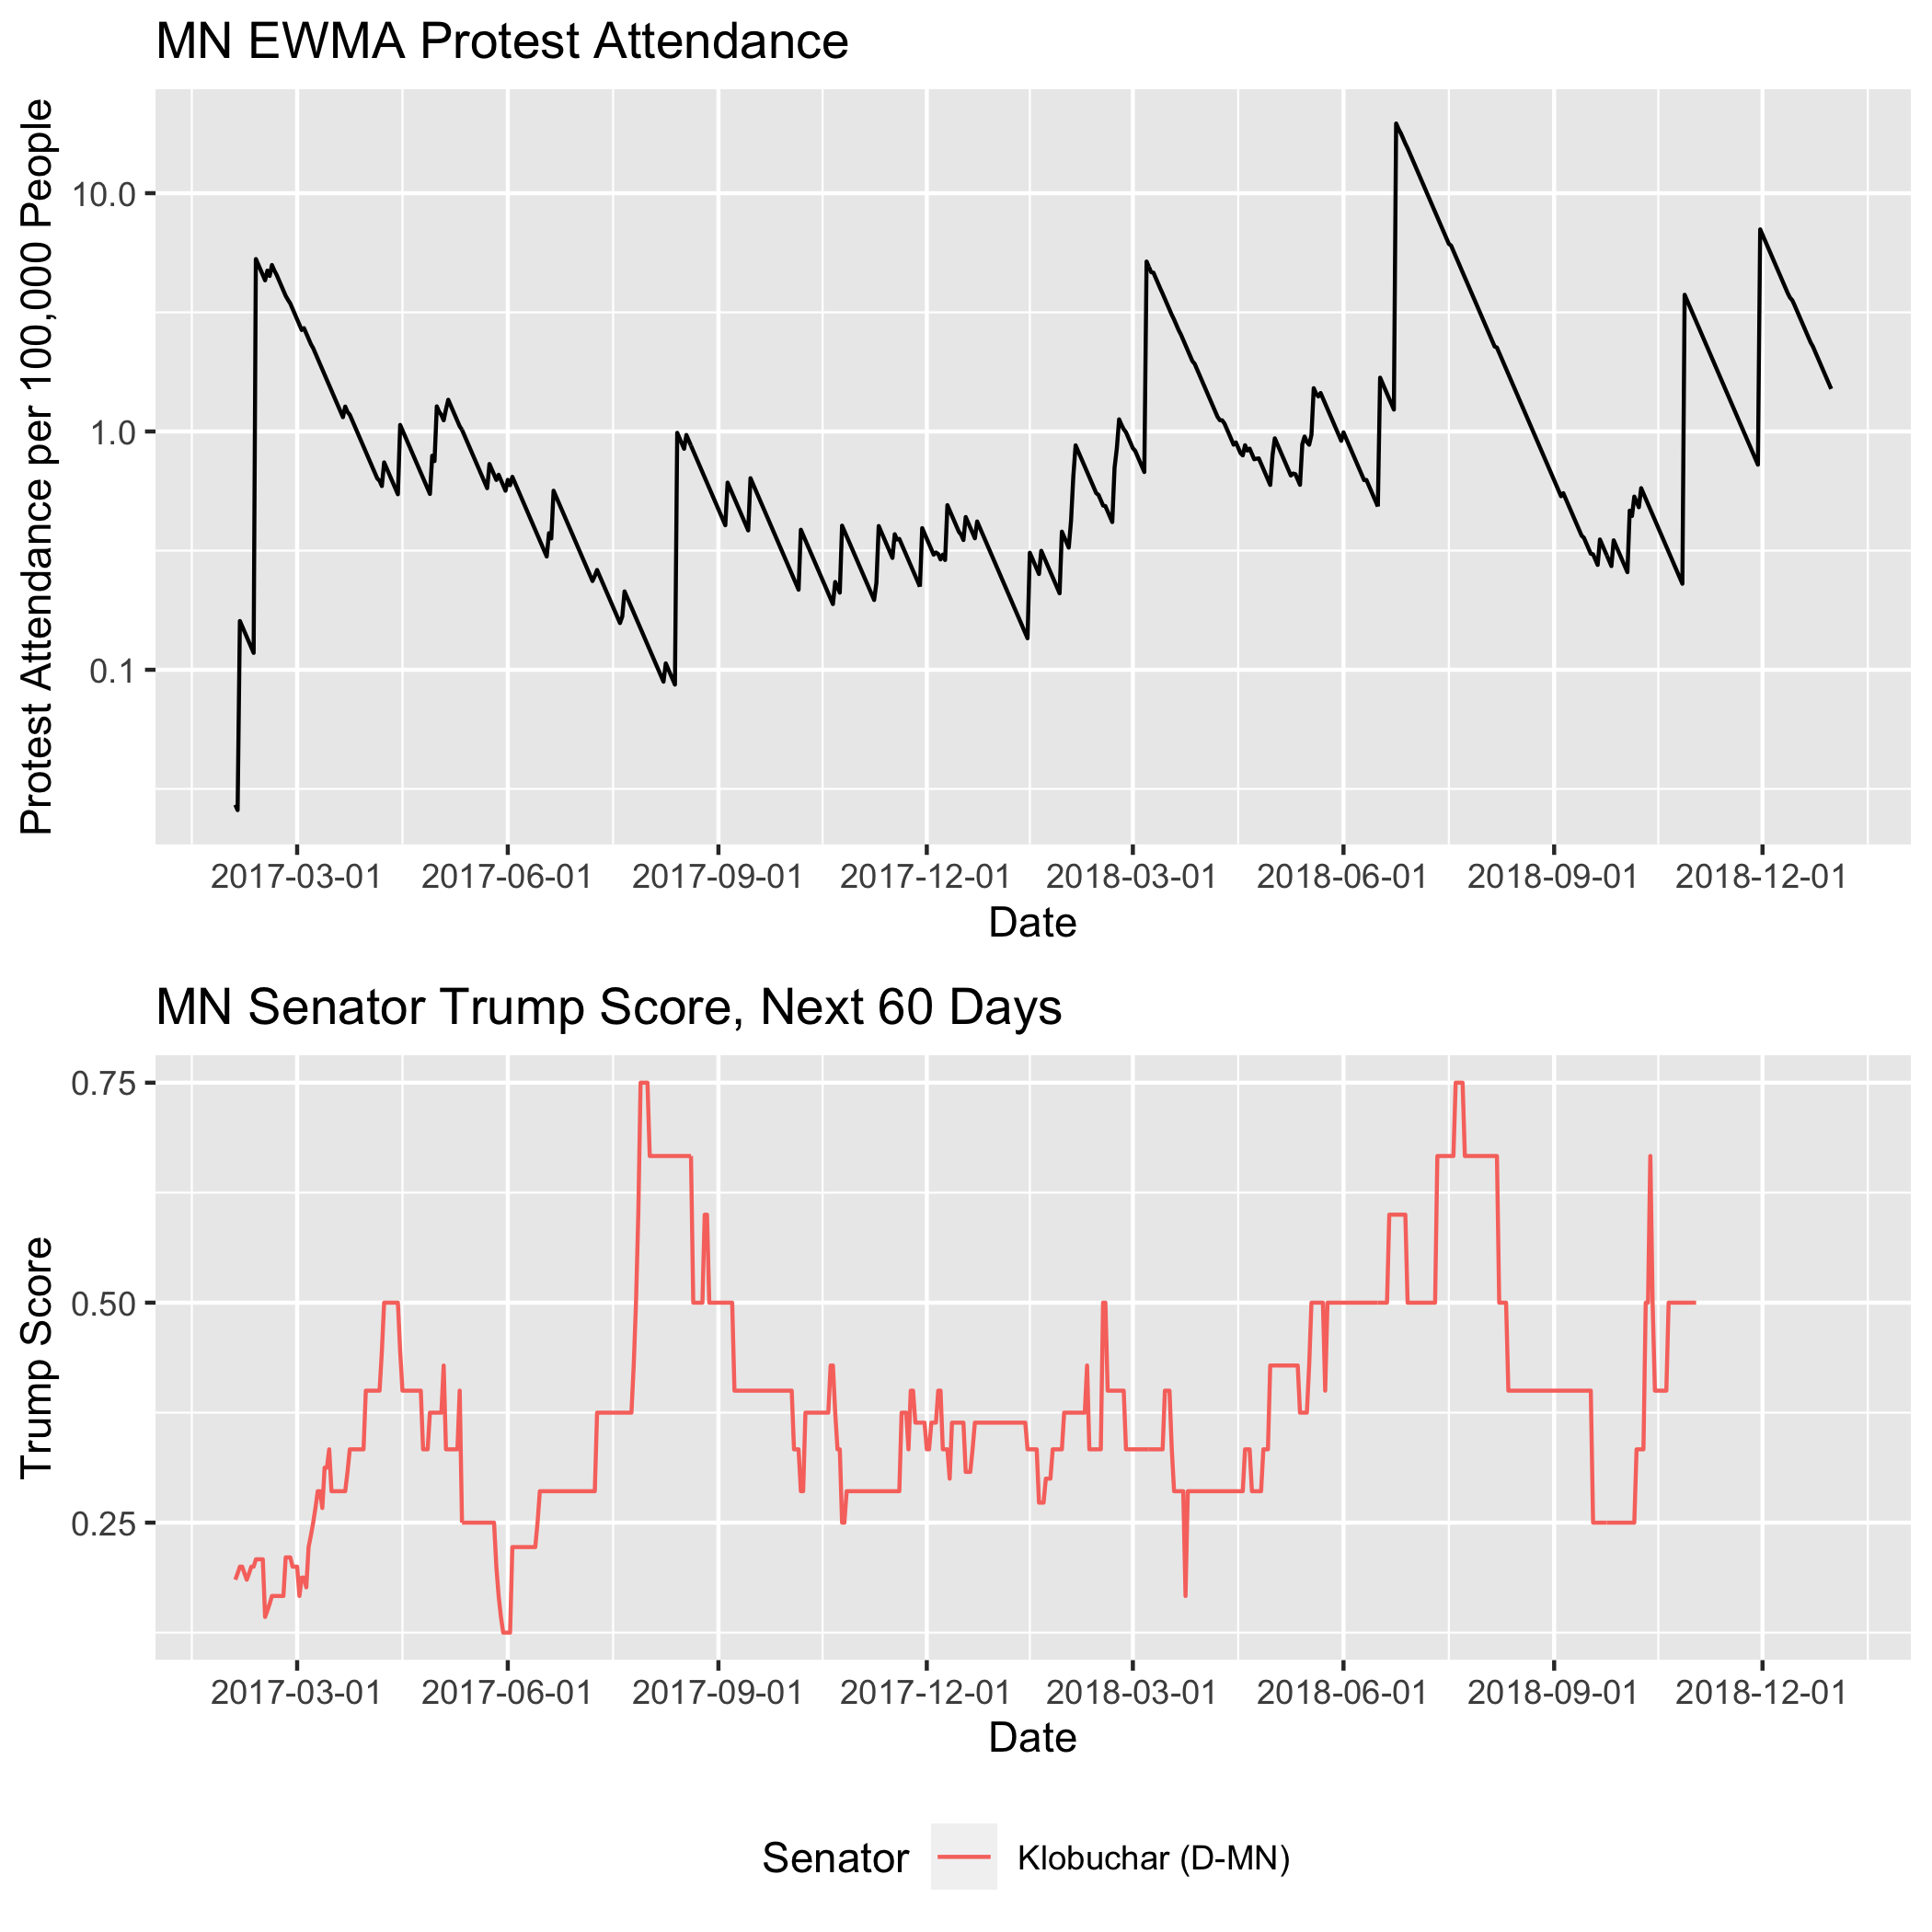 MN EWMA Protest Attendance
Protest Attendance per 100,000 People
10.0
1.0
0.1
2017-03-01 2017-06-01 2017-09-01 2017-12-01 2018-03-01 2018-06-01 2018-09-01 2018-12-01
Date
MN Senator Trump Score, Next 60 Days
Trump Score
0.75
0.50
0.25
2017-03-01 2017-06-01 2017-09-01 2017-12-01 2018-03-01 2018-06-01 2018-09-01 2018-12-01
Date
Senator Klobuchar (D-MN)